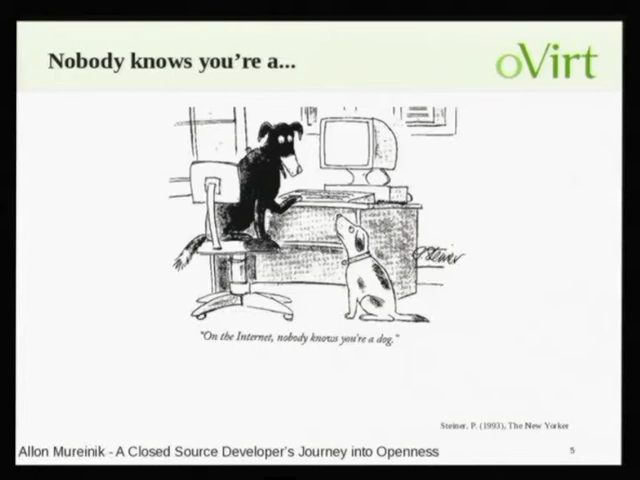 Nobody knows you're a...
oVirt
PSteiner
"On the Internet, nobody knows you're a dog."
Steiner, P. (1993), The New Yorker
Allon Mureinik - A Closed Source Developer's Journey into Openness
5